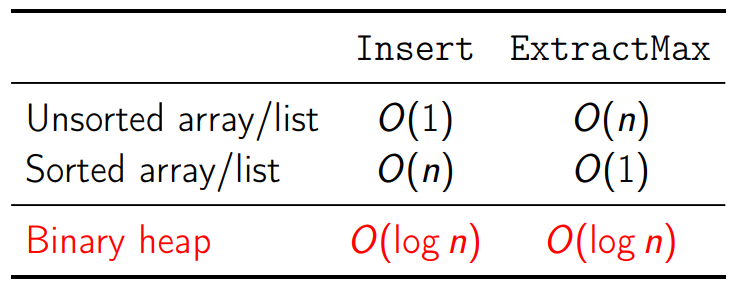 Insert ExtractMax
Unsorted array/list O(1) O(n)
Sorted array/list O(n) O(1)
Binary heap O(log n) O(log n)